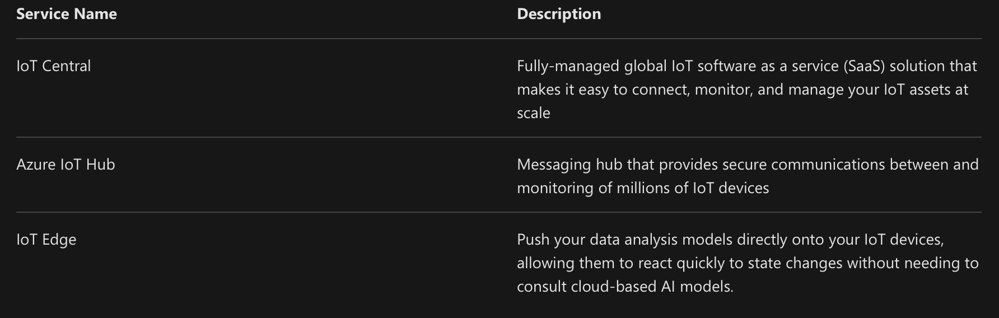 Service Name
Description
IoT Central
Fully-managed global IoT software as a service (SaaS) solution that
makes it easy to connect, monitor, and manage your IoT assets at
scale
Azure IoT Hub
Messaging hub that provides secure communications between and
monitoring of millions of IoT devices
IoT Edge
Push your data analysis models directly onto your IoT devices,
allowing them to react quickly to state changes without needing to
consult cloud-based AI models.